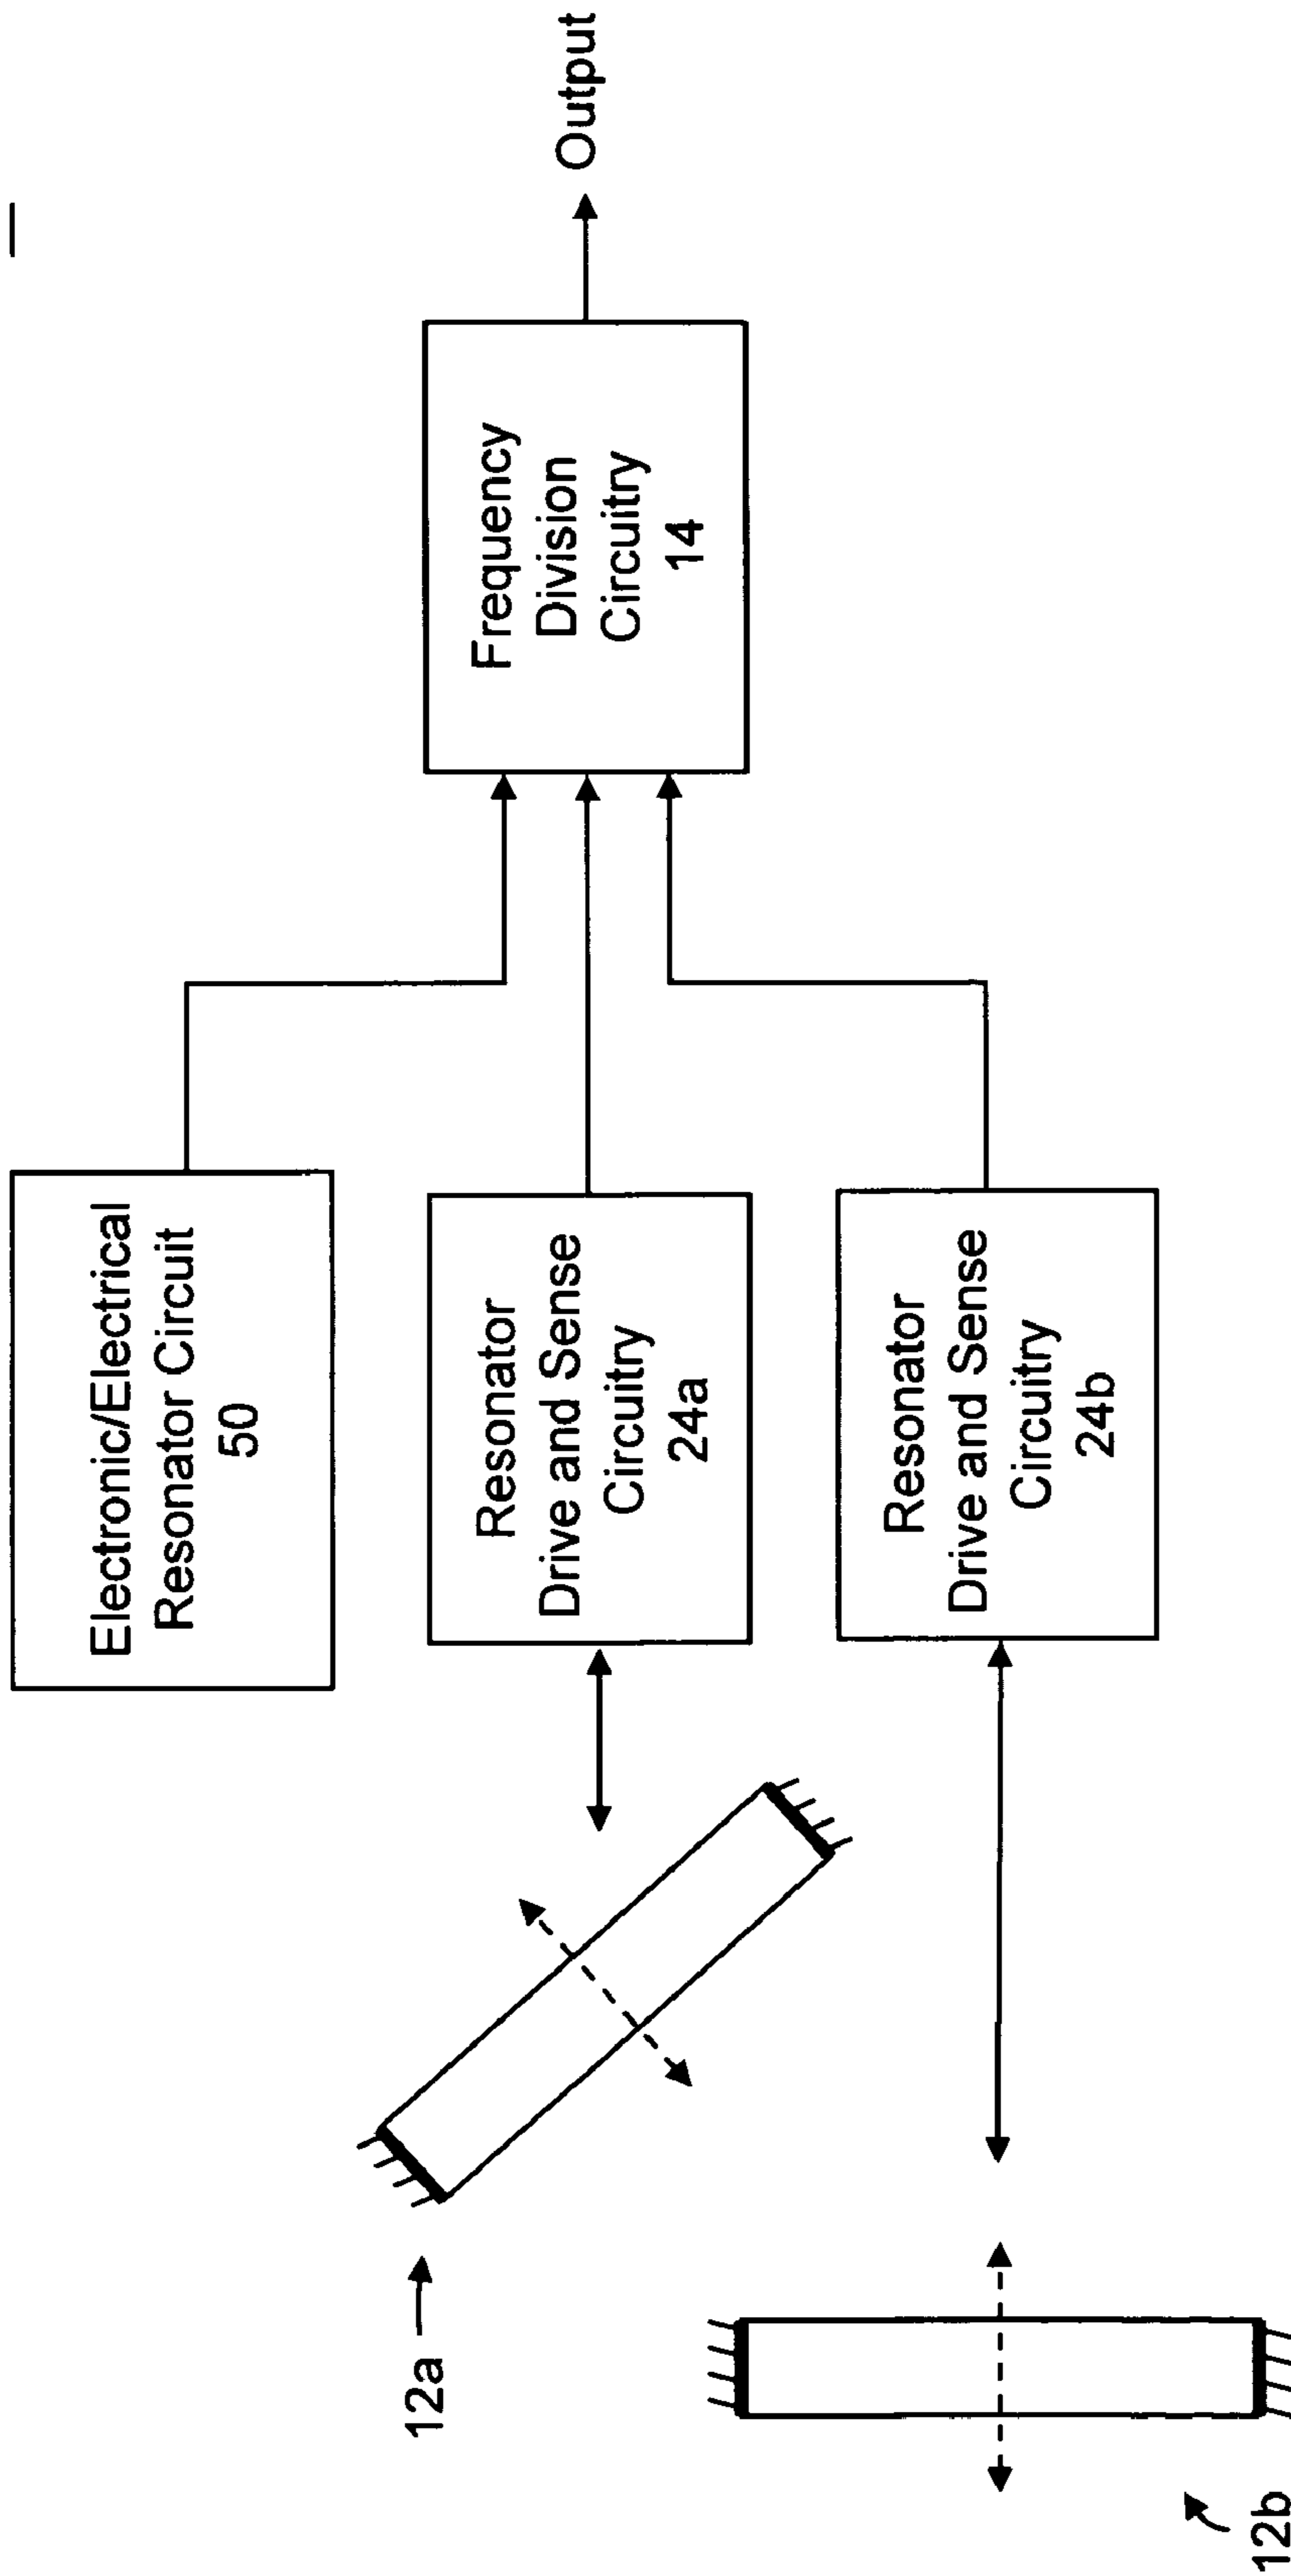 Electronic/Electrical
Resonator Circuit
50
Resonator
Drive and Sense
Circuitry
24a
Resonator
Drive and Sense
Circuitry
24b
Frequency
Division
Circuitry
14
Output
12a
12b